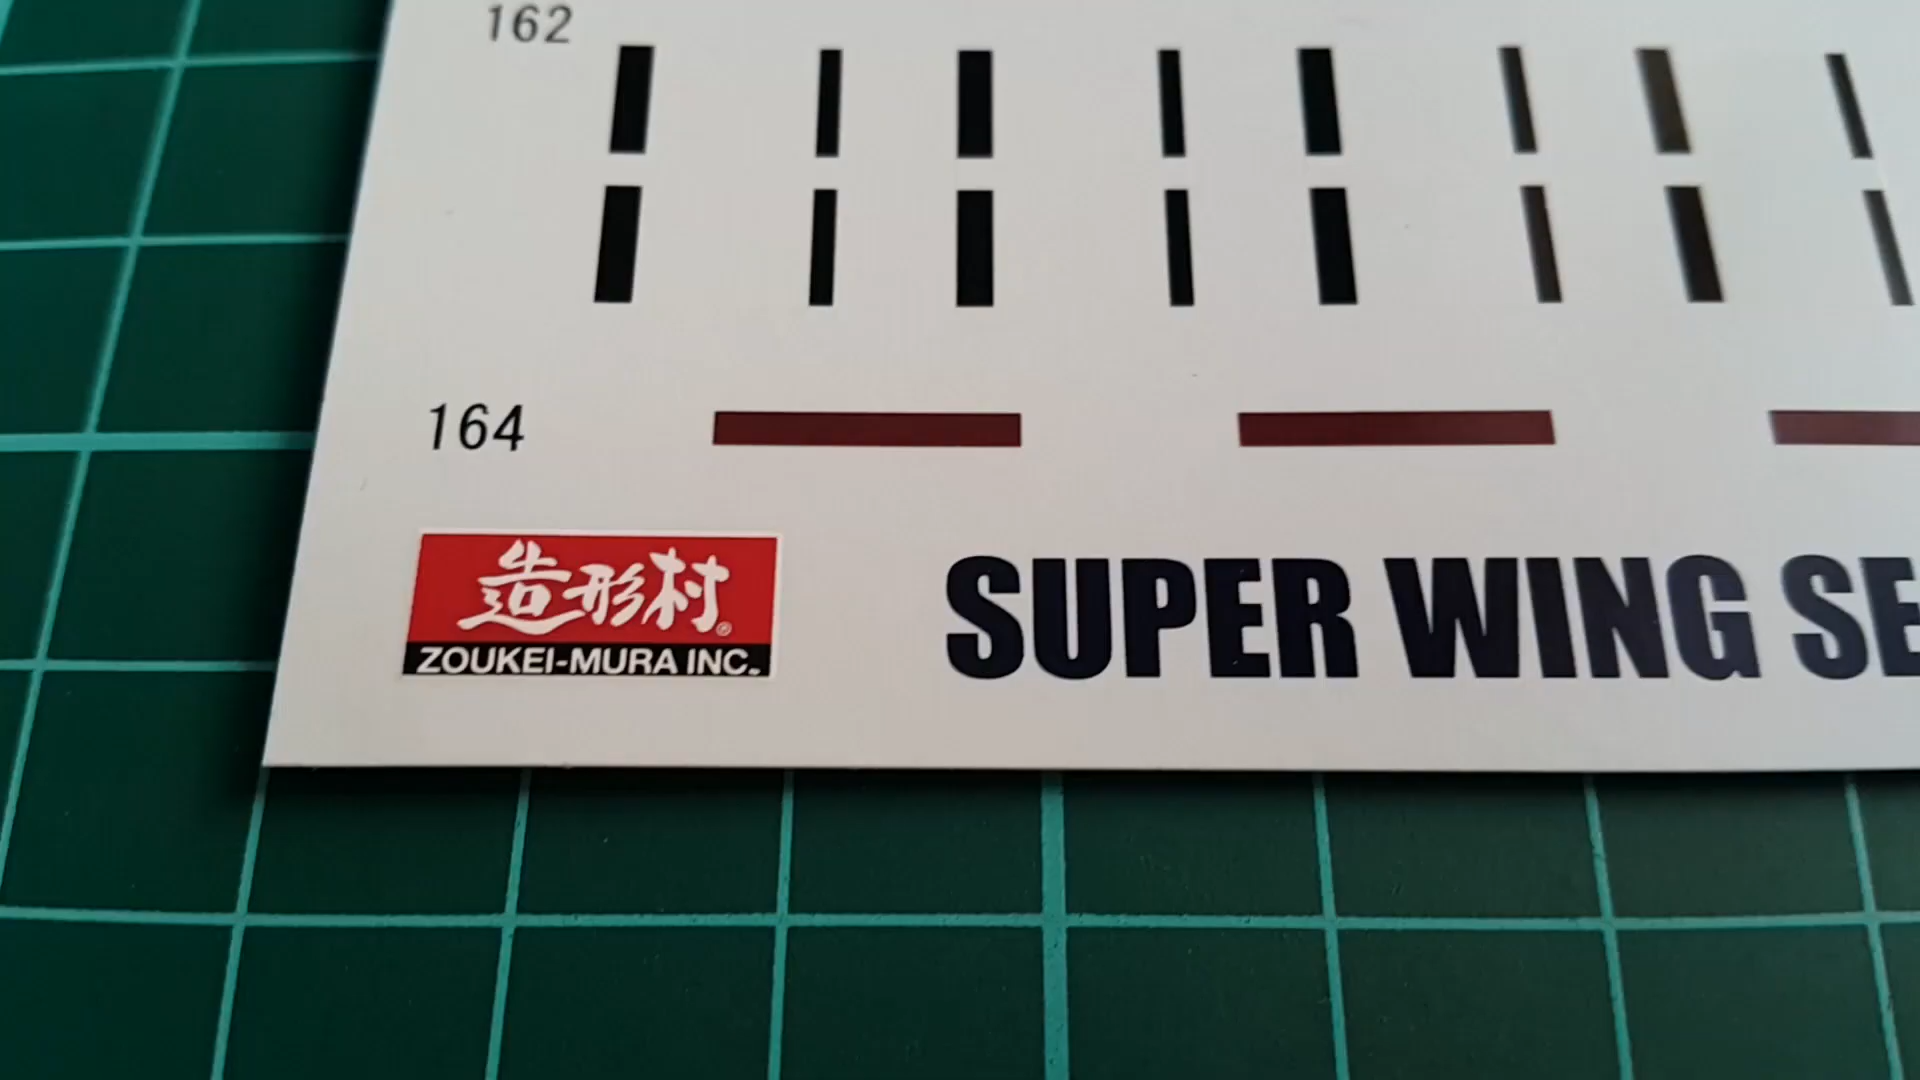 162
164
造形村®
ZOUKEI-MURA INC.
SUPER WING SE